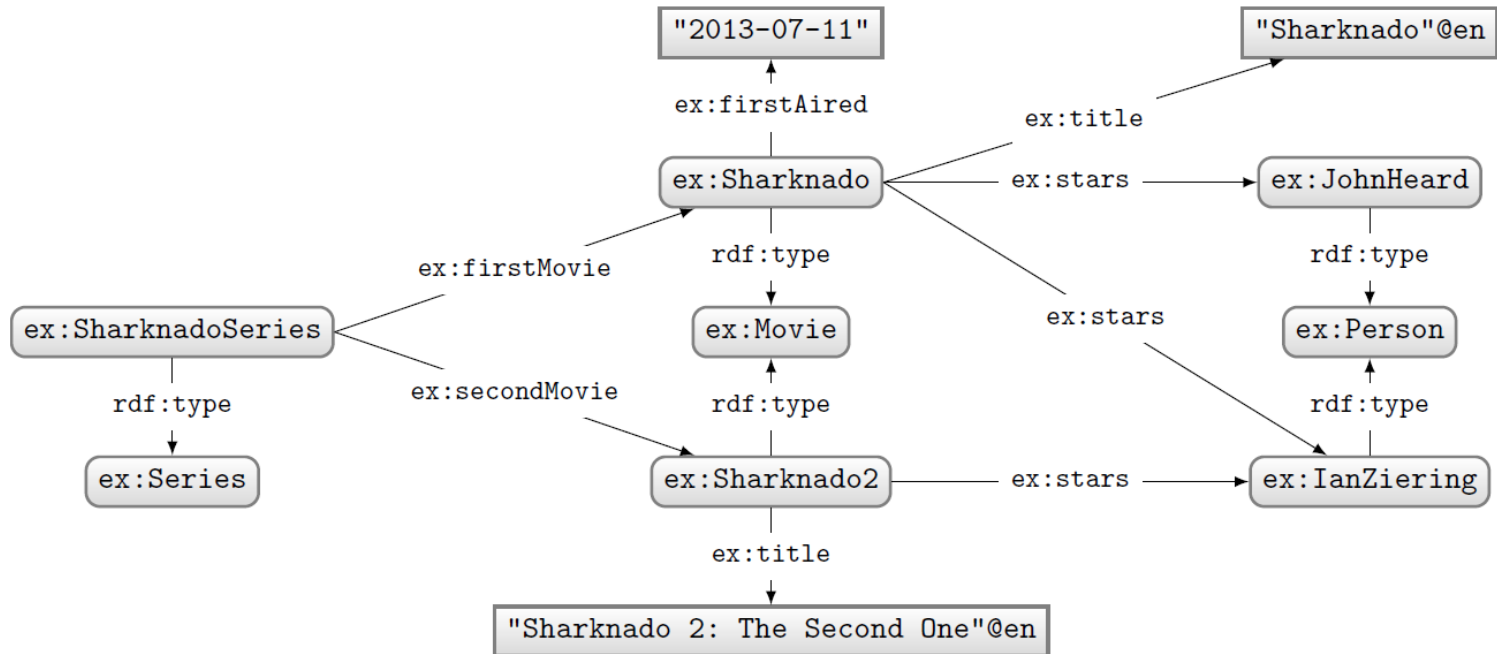 "2013-07-11"
"Sharknado"@en
ex:firstAired
ex:title
ex:Sharknado
ex:stars
ex:JohnHeard
rdf:type
rdf:type
ex:firstMovie
ex:SharknadoSeries
ex:Movie
ex:stars
ex:Person
ex:secondMovie
rdf:type
rdf:type
rdf:type
ex:Series
ex:Sharknado2
ex:stars
ex:IanZiering
ex:title
"Sharknado 2: The Second One"@en